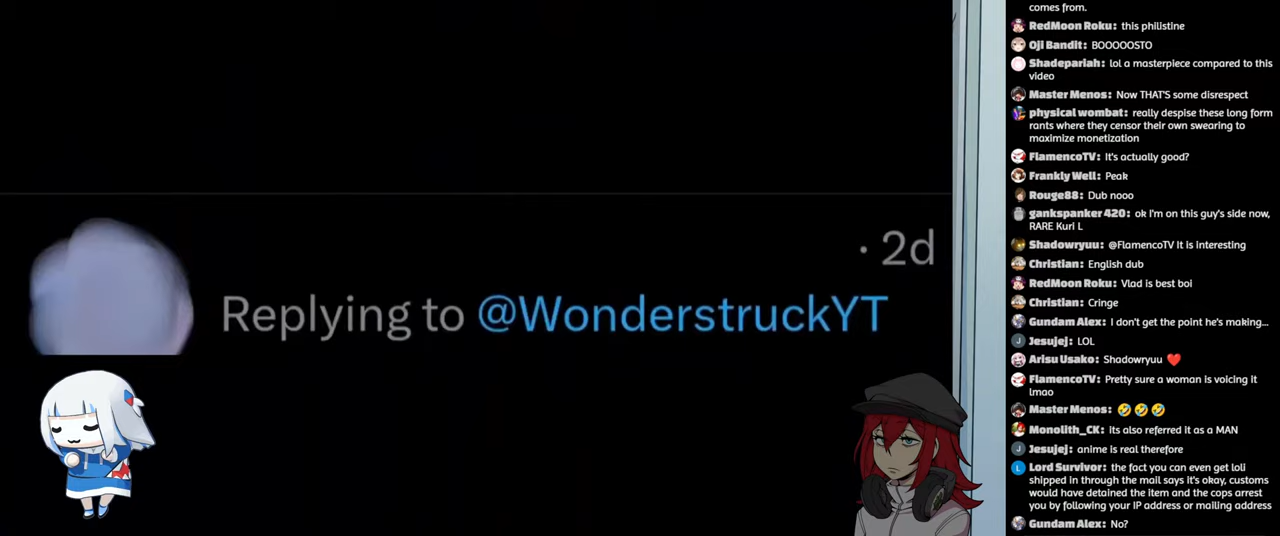 · 2d
Replying to @WonderstruckYT
comes from.
RedMoon Roku: this philistine
Oji Bandit: BOOOOOSTO
Shadepariah: lol a masterpiece compared to this
video
Master Menos: Now THAT'S some disrespect
physical wombat: really despise these long form
rants where they censor their own swearing to
maximize monetization
FlamencoTV: It's actually good?
Frankly Well: Peak
Rouge88: Dub nooo
gankspanker 420: ok I'm on this guy's side now,
RARE Kuri L
Shadowryuu: @FlamencoTV It is interesting
Christian: English dub
RedMoon Roku: Vlad is best boi
Christian: Cringe
Gundam Alex: I don't get the point he's making...
J Jesujej: LOL
Arisu Usako: Shadowryuu ❤️
FlamencoTV: Pretty sure a woman is voicing it
lmao
Master Menos: 🤣 🤣 🤣
Monolith_CK: its also referred it as a MAN
J Jesujej: anime is real therefore
L Lord Survivor: the fact you can even get loli
shipped in through the mail says it's okay, customs
would have detained the item and the cops arrest
you by following your IP address or mailing address
Gundam Alex: No?